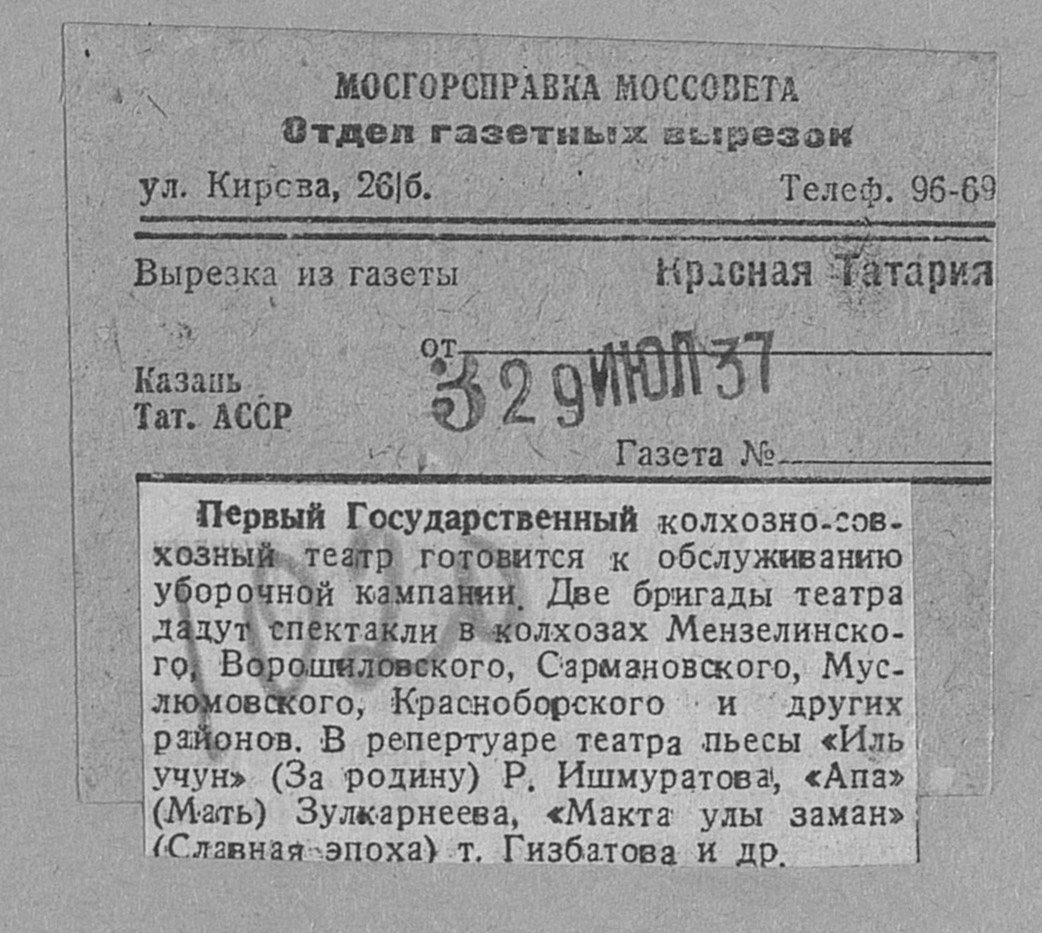 МОСГОРСПРАВКА МОССОВЕТА
Отдел газетных вырезок
ул. Кирова, 26|б.
Телеф. 96-69
Вырезка из газеты
Красная Татария
от
29 ИЮЛ 37
Казань
Тат. АССР
Газета №
Первый Государственный колхозно-сов-
хозный театр готовится к обслуживанию
уборочной кампании. Две бригады театра
дадут спектакли в колхозах Мензелинско-
го, Ворошиловского, Сармановского, Мус-
люмовского, Красноборского и других
районов. В репертуаре театра пьесы «Иль
учун» (За родину) Р. Ишмуратова, «Апа»
(Мать) Зулкарнеева, «Макта улы заман»
(Славная эпоха) т. Гизбатова и др.